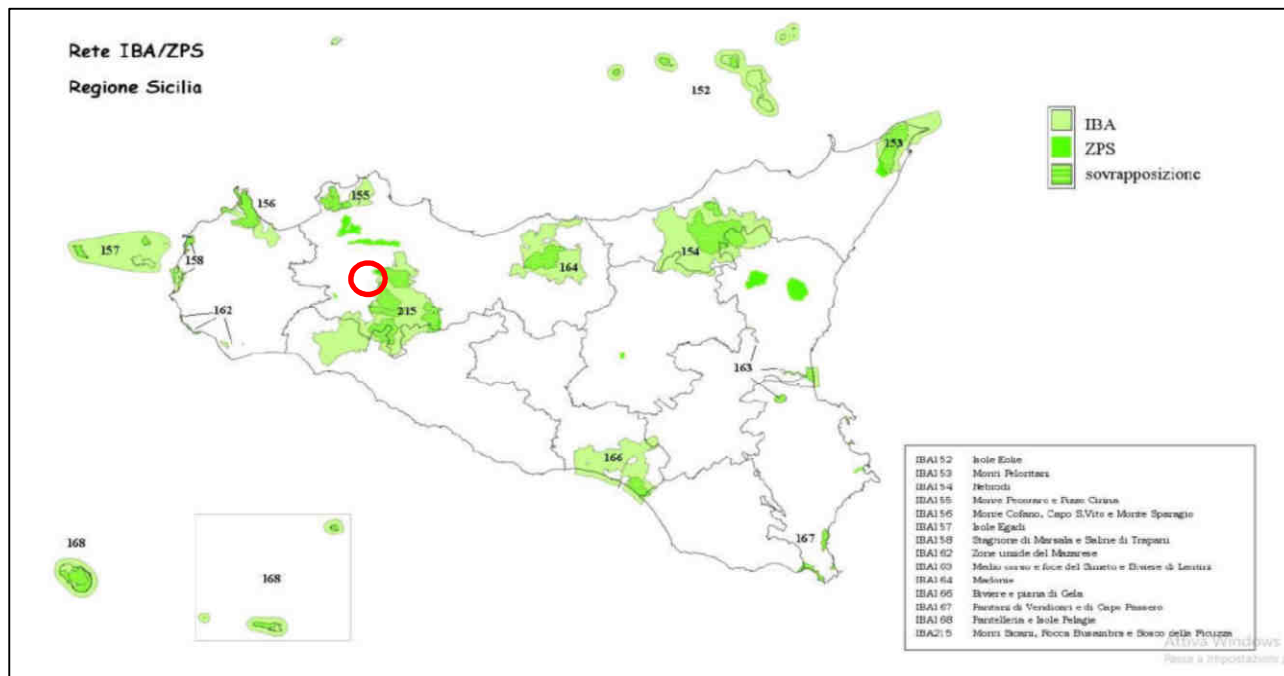 Rete IBA/ZPS
Regione Sicilia
152
IBA
ZPS
sovrapposizione
153
155
156
157
158
154
164
215
162
163
166
167
168
168
IBA152 Isole Eolie
IBA153 Monti Peloritani
IBA154 Nebrodi
IBA155 Monte Pecoraro e Pizzo Cirina
IBA156 Monte Cofano, Capo S.Vito e Monte Sparagio
IBA157 Isole Egadi
IBA158 Stagnone di Marsala e Saline di Trapani
IBA162 Zone umide del Mazarese
IBA163 Medio corso e foce del Simeto e Biviere di Lentini
IBA164 Madonie
IBA166 Biviere e piana di Gela
IBA167 Pantani di Vendicari e di Capo Passero
IBA168 Pantelleria e Isole Pelagie
IBA215 Monti Sicani, Rocca Busambra e Bosco della Ficuzza
Attiva Windows
Passa a Impostazioni